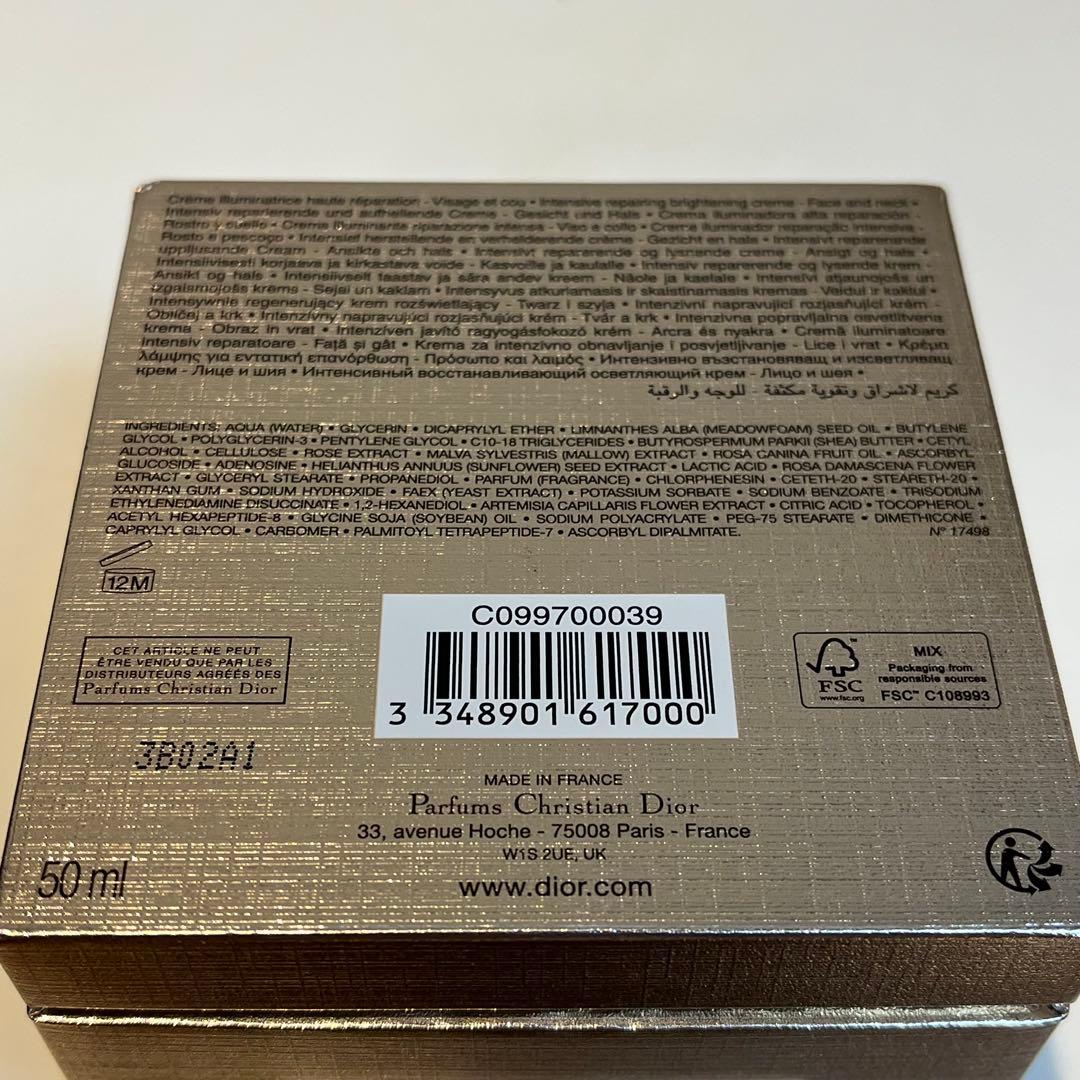 Crème illuminatrice haute réparation - Visage et cou • Intensive repairing brightening creme - Face and neck •
Intensiv reparierende und aufhellende Creme - Gesicht und Hals • Crema iluminadora alta reparación -
Rostro y cuello • Crema illuminante riparazione intensa - Viso e collo • Creme iluminador reparação intensiva -
Rosto e pescoço • Intensief herstellende en verhelderende crème - Gezicht en hals • Intensivt reparerande
uppljusande Cream - Ansikte och hals • Intensivt reparerende og lysnende creme - Ansigt og hals •
Intensiivisesti korjaava ja kirkastava voide - Kasvoille ja kaulalle • Intensiv reparerende og lysende krem -
Ansikt og hals • Intensiivselt taastav ja sära andev kreem - Näole ja kaelale • Intensīvi atjaunojošs un
izgaismojošs krēms - Sejai un kaklam • Intensyvus atkuriamasis ir skaistinamasis kremas - Veidui ir kaklui •
Intensywnie regenerujący krem rozświetlający - Twarz i szyja • Intenzivní napravující rozjasňující krém -
Obličej a krk • Intenzívny napravujúci rozjasňujúci krém - Tvár a krk • Intenzivna popravljalna osvetlitvena
krema - Obraz in vrat • Intenzíven javító ragyogásfokozó krém - Arcra és nyakra • Cremă iluminatoare
intensiv reparatoare - Față și gât • Krema za intenzivno obnavljanje i posvjetljivanje - Lice i vrat • Κρέμα
λάμψης για εντατική επανόρθωση - Πρόσωπο και λαιμός • Интензивно възстановяващ и изсветляващ
крем - Лице и шия • Интенсивный восстанавливающий осветляющий крем - Лицо и шея •
كريم لاشراق وتقوية مكثفة - للوجه والرقبة
INGREDIENTS: AQUA (WATER) • GLYCERIN • DICAPRYLYL ETHER • LIMNANTHES ALBA (MEADOWFOAM) SEED OIL • BUTYLENE
GLYCOL • POLYGLYCERIN-3 • PENTYLENE GLYCOL • C10-18 TRIGLYCERIDES • BUTYROSPERMUM PARKII (SHEA) BUTTER • CETYL
ALCOHOL • CELLULOSE • ROSE EXTRACT • MALVA SYLVESTRIS (MALLOW) EXTRACT • ROSA CANINA FRUIT OIL • ASCORBYL
GLUCOSIDE • ADENOSINE • HELIANTHUS ANNUUS (SUNFLOWER) SEED EXTRACT • LACTIC ACID • ROSA DAMASCENA FLOWER
EXTRACT • GLYCERYL STEARATE • PROPANEDIOL • PARFUM (FRAGRANCE) • CHLORPHENESIN • CETETH-20 • STEARETH-20 •
XANTHAN GUM • SODIUM HYDROXIDE • FAEX (YEAST EXTRACT) • POTASSIUM SORBATE • SODIUM BENZOATE • TRISODIUM
ETHYLENEDIAMINE DISUCCINATE • 1,2-HEXANEDIOL • ARTEMISIA CAPILLARIS FLOWER EXTRACT • CITRIC ACID • TOCOPHEROL •
ACETYL HEXAPEPTIDE-8 • GLYCINE SOJA (SOYBEAN) OIL • SODIUM POLYACRYLATE • PEG-75 STEARATE • DIMETHICONE •
CAPRYLYL GLYCOL • CARBOMER • PALMITOYL TETRAPEPTIDE-7 • ASCORBYL DIPALMITATE. N° 17498
12M
C099700039
3 348901 617000
CET ARTICLE NE PEUT
ÊTRE VENDU QUE PAR LES
DISTRIBUTEURS AGRÉÉS DES
Parfums Christian Dior
FSC™
www.fsc.org
MIX
Packaging from
responsible sources
FSC™ C108993
3B02A1
MADE IN FRANCE
Parfums Christian Dior
33, avenue Hoche - 75008 Paris - France
W1S 2UE, UK
www.dior.com
50 ml